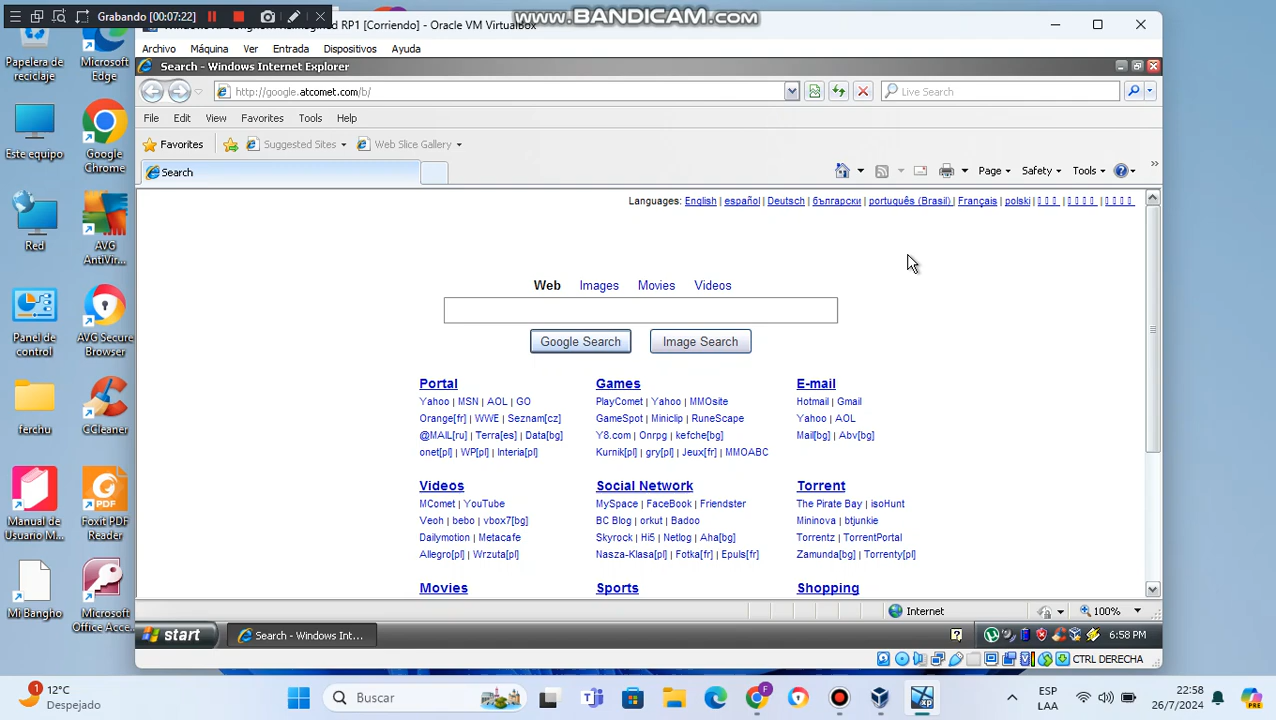 Grabando [00:07:22]
www.BANDICAM.com
RP1 [Corriendo] - Oracle VM VirtualBox
Archivo Máquina Ver Entrada Dispositivos Ayuda
Search - Windows Internet Explorer
http://google.atcomet.com/b/
Live Search
File Edit View Favorites Tools Help
Favorites Suggested Sites Web Slice Gallery
Search
Page Safety Tools
Languages: English | español | Deutsch | български | português (Brasil) | Français | polski
Web Images Movies Videos
Google Search Image Search
Portal Games E-mail
Yahoo | MSN | AOL | GO
Orange[fr] | WWE | Seznam[cz]
@MAIL[ru] | Terra[es] | Data[bg]
onet[pl] | WP[pl] | Interia[pl]
PlayComet | Yahoo | MMOsite
GameSpot | Miniclip | RuneScape
Y8.com | Onrpg | kefche[bg]
Kurnik[pl] | gry[pl] | Jeux[fr] | MMOABC
Hotmail | Gmail
Yahoo | AOL
Mail[bg] | Abv[bg]
Videos Social Network Torrent
MComet | YouTube
Veoh | bebo | vbox7[bg]
Dailymotion | Metacafe
Allegro[pl] | Wrzuta[pl]
MySpace | FaceBook | Friendster
BC Blog | orkut | Badoo
Skyrock | Hi5 | Netlog | Aha[bg]
Nasza-Klasa[pl] | Fotka[fr] | Epuls[fr]
The Pirate Bay | isoHunt
Mininova | btjunkie
Torrentz | TorrentPortal
Zamunda[bg] | Torrenty[pl]
Movies Sports Shopping
Internet
100%
start
Search - Windows Int...
6:58 PM
CTRL DERECHA
Papelera de
reciclaje
Microsoft
Edge
Este equipo
Google
Chrome
Red
AVG
AntiVir...
Panel de
control
AVG Secure
Browser
ferchu
CCleaner
Manual de
Usuario M...
Foxit PDF
Reader
Mi Bangho
Microsoft
Office Acce...
1
12°C
Despejado
Buscar
F
xp
ESP
LAA
22:58
26/7/2024
PRE